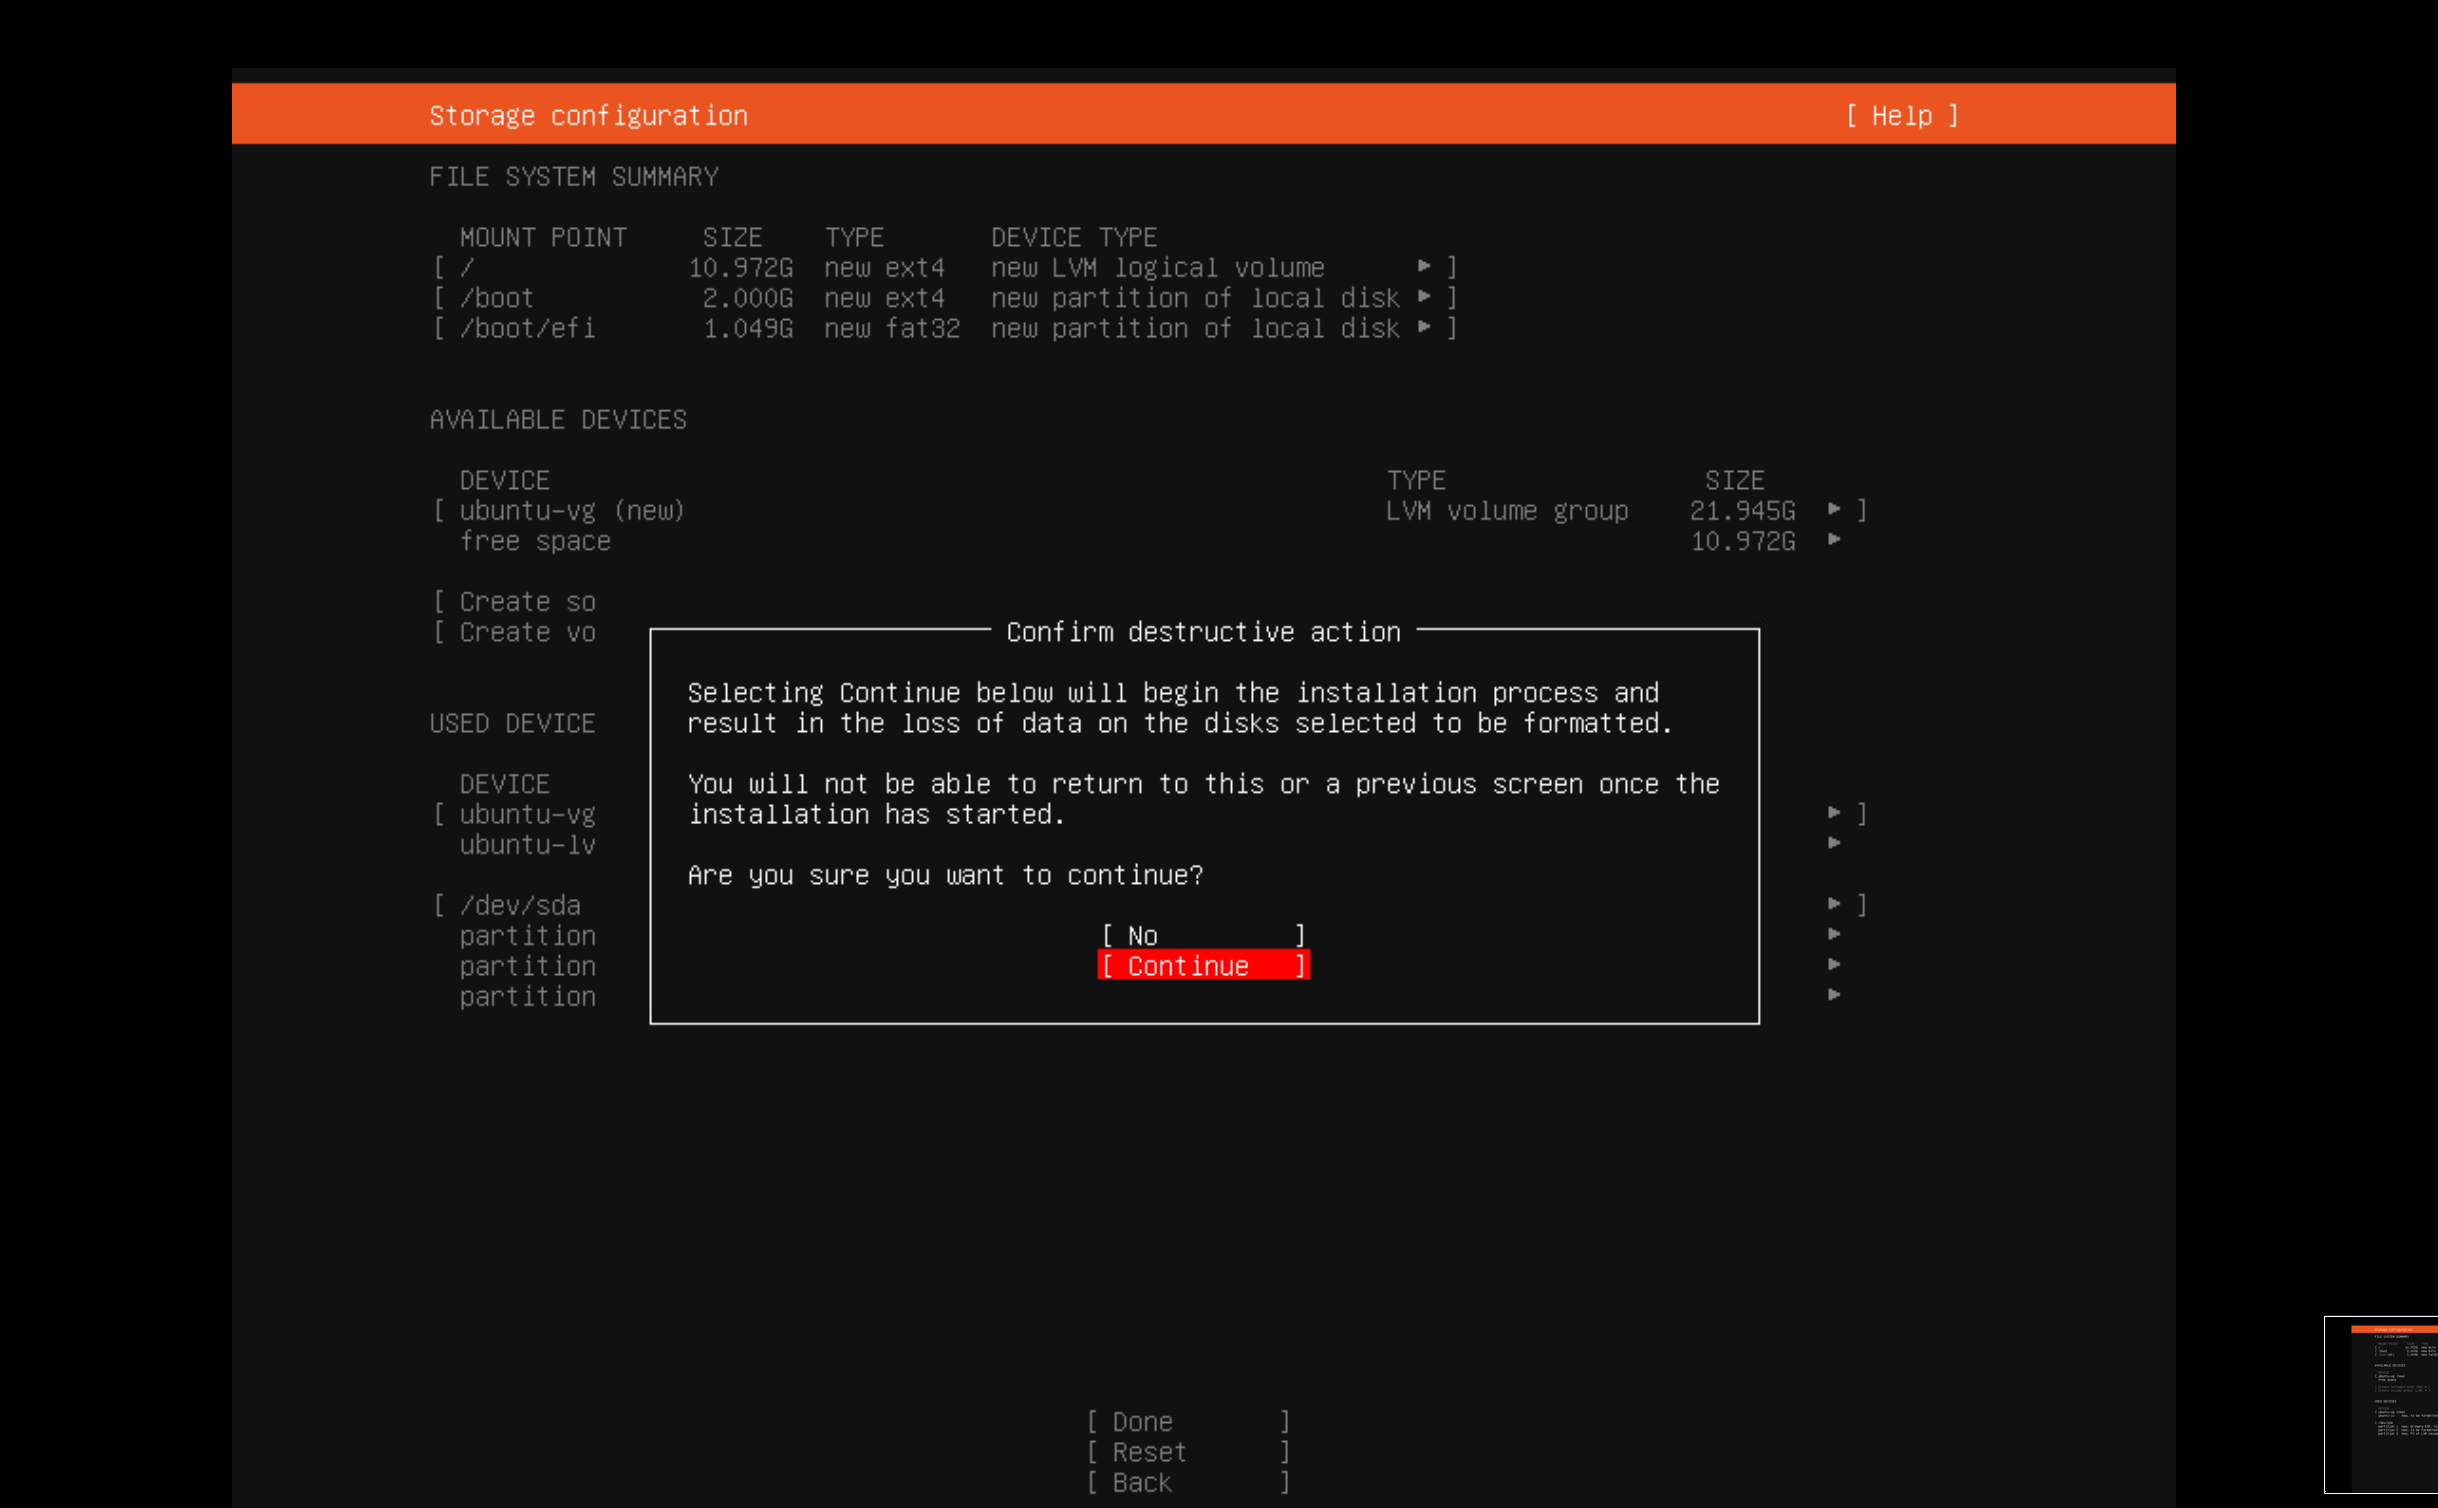 Storage configuration [ Help ]
FILE SYSTEM SUMMARY
MOUNT POINT SIZE TYPE DEVICE TYPE
[ / 10.972G new ext4 new LVM logical volume ▸ ]
[ /boot 2.000G new ext4 new partition of local disk ▸ ]
[ /boot/efi 1.049G new fat32 new partition of local disk ▸ ]
AVAILABLE DEVICES
DEVICE TYPE SIZE
[ ubuntu-vg (new) LVM volume group 21.945G ▸ ]
free space 10.972G ▸
[ Create so
[ Create vo
Confirm destructive action
Selecting Continue below will begin the installation process and
result in the loss of data on the disks selected to be formatted.
You will not be able to return to this or a previous screen once the
installation has started.
Are you sure you want to continue?
[ No ]
[ Continue ]
USED DEVICE
DEVICE
[ ubuntu-vg ▸ ]
ubuntu-lv ▸
[ /dev/sda ▸ ]
partition ▸
partition ▸
partition ▸
[ Done ]
[ Reset ]
[ Back ]